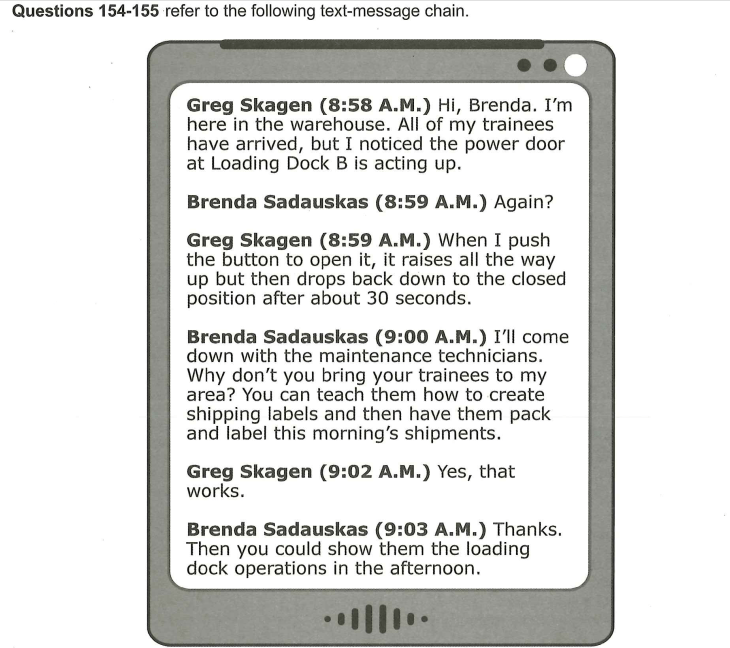 Questions 154-155 refer to the following text-message chain.
Greg Skagen (8:58 A.M.) Hi, Brenda. I'm
here in the warehouse. All of my trainees
have arrived, but I noticed the power door
at Loading Dock B is acting up.
Brenda Sadauskas (8:59 A.M.) Again?
Greg Skagen (8:59 A.M.) When I push
the button to open it, it raises all the way
up but then drops back down to the closed
position after about 30 seconds.
Brenda Sadauskas (9:00 A.M.) I'll come
down with the maintenance technicians.
Why don't you bring your trainees to my
area? You can teach them how to create
shipping labels and then have them pack
and label this morning's shipments.
Greg Skagen (9:02 A.M.) Yes, that
works.
Brenda Sadauskas (9:03 A.M.) Thanks.
Then you could show them the loading
dock operations in the afternoon.